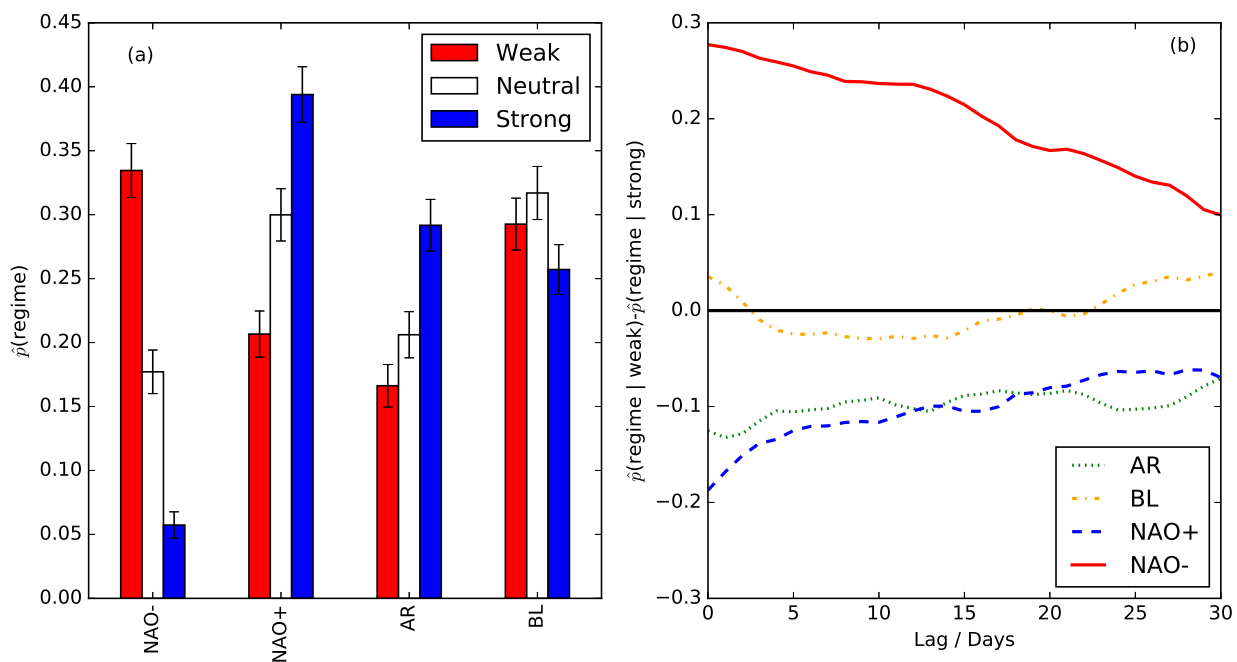 (a)
Weak
Neutral
Strong
0.45
0.40
0.35
0.30
0.25
0.20
0.15
0.10
0.05
0.00
p̂(regime)
NAO-
NAO+
AR
BL
(b)
0.3
0.2
0.1
0.0
−0.1
−0.2
−0.3
p̂(regime | weak)-p̂(regime | strong)
AR
BL
NAO+
NAO-
0 5 10 15 20 25 30
Lag / Days